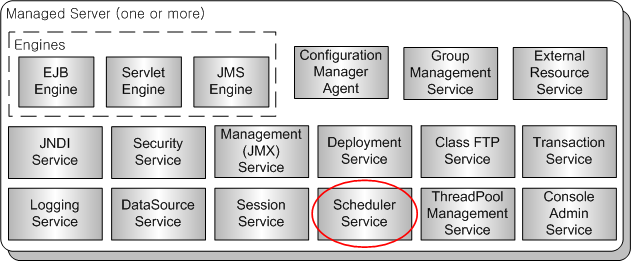 Managed Server (one or more)
Engines
EJB
Engine
Servlet
Engine
JMS
Engine
Configuration
Manager
Agent
Group
Management
Service
External
Resource
Service
JNDI
Service
Security
Service
Management
(JMX)
Service
Deployment
Service
Class FTP
Service
Transaction
Service
Logging
Service
DataSource
Service
Session
Service
Scheduler
Service
ThreadPool
Management
Service
Console
Admin
Service